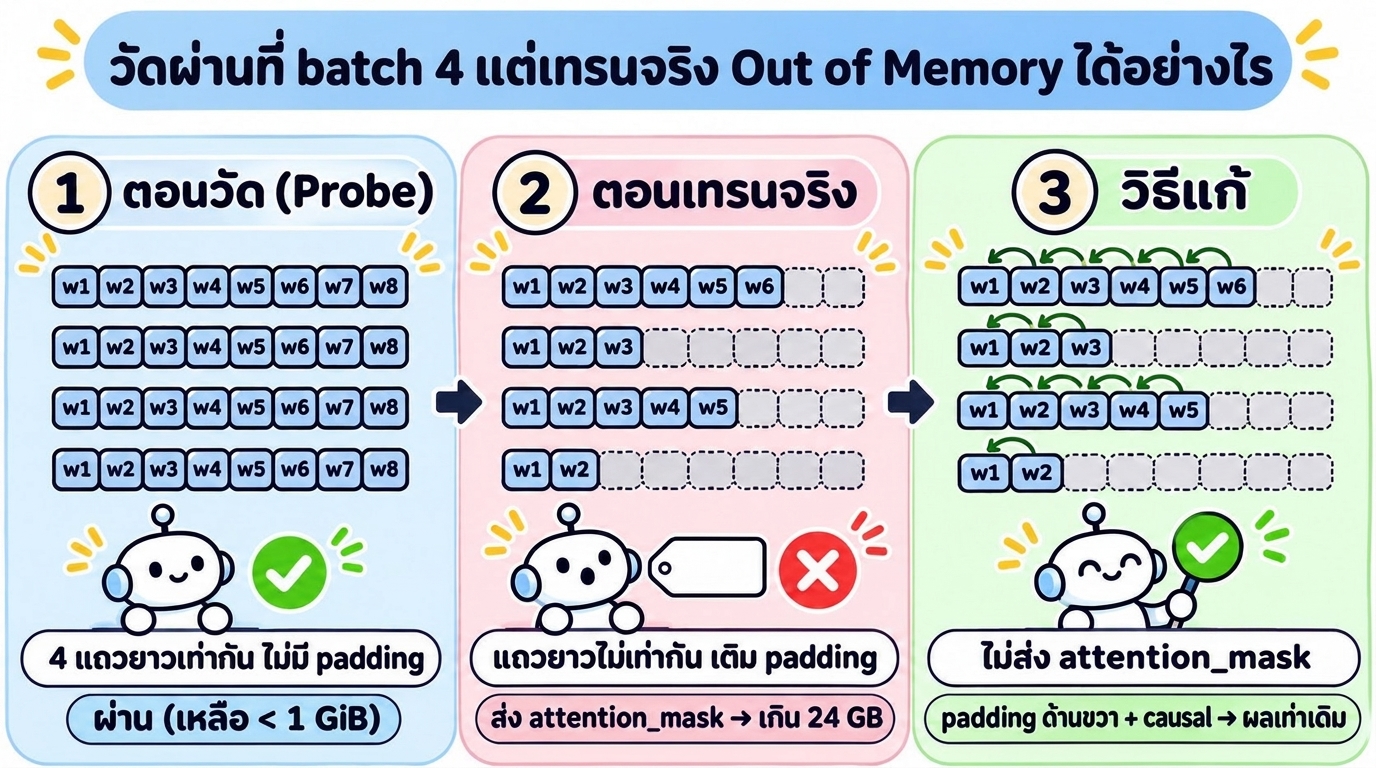 วัดผ่านที่ batch 4 แต่เทรนจริง Out of Memory ได้อย่างไร
1 ตอนวัด (Probe)
w1 w2 w3 w4 w5 w6 w7 w8
w1 w2 w3 w4 w5 w6 w7 w8
w1 w2 w3 w4 w5 w6 w7 w8
w1 w2 w3 w4 w5 w6 w7 w8
4 แถวยาวเท่ากัน ไม่มี padding
ผ่าน (เหลือ < 1 GiB)
2 ตอนเทรนจริง
w1 w2 w3 w4 w5 w6
w1 w2 w3
w1 w2 w3 w4 w5
w1 w2
แถวยาวไม่เท่ากัน เติม padding
ส่ง attention_mask → เกิน 24 GB
3 วิธีแก้
w1 w2 w3 w4 w5 w6
w1 w2 w3
w1 w2 w3 w4 w5
w1 w2
ไม่ส่ง attention_mask
padding ด้านขวา + causal → ผลเท่าเดิม